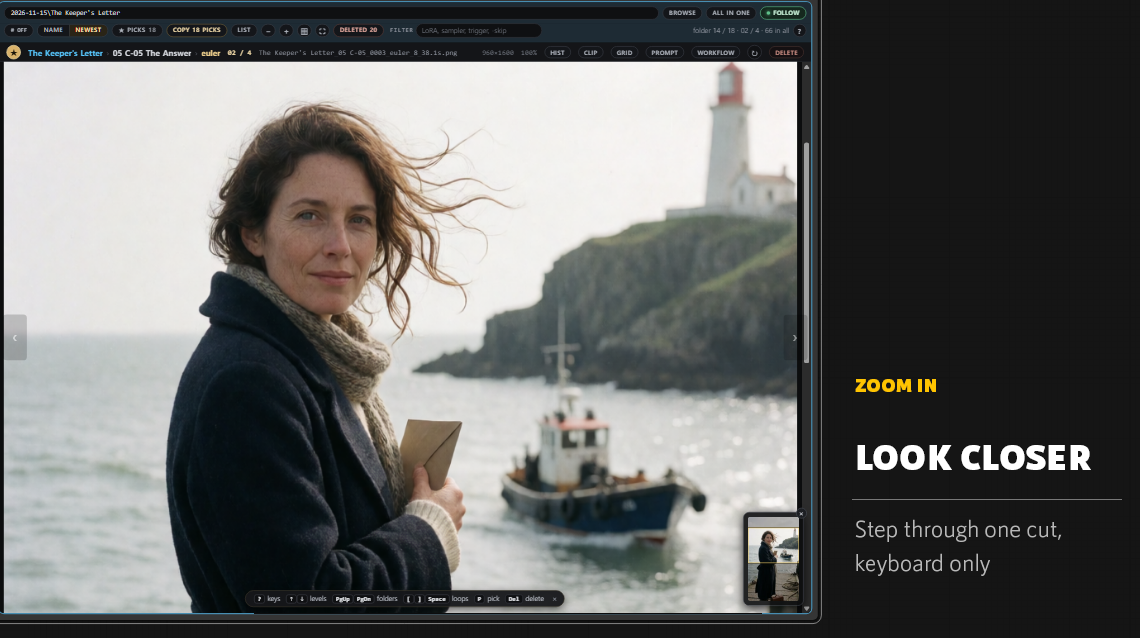 2026-11-15\The Keeper's Letter BROWSE ALL IN ONE FOLLOW
# OFF NAME NEWEST ★ PICKS 18 COPY 18 PICKS LIST − + DELETED 20 FILTER LoRA, sampler, trigger, -skip folder 14 / 18 · 02 / 4 · 66 in all ?
★ The Keeper's Letter · 05 C-05 The Answer · euler 02 / 4 The Keeper's Letter 05 C-05 0003 euler 8 38.1s.png 960×1600 100% HIST CLIP GRID PROMPT WORKFLOW ↻ DELETE
‹ ›
ZOOM IN
LOOK CLOSER
Step through one cut,
keyboard only
? keys ↑ ↓ levels PgUp PgDn folders [ ] Space loops P pick Del delete ×